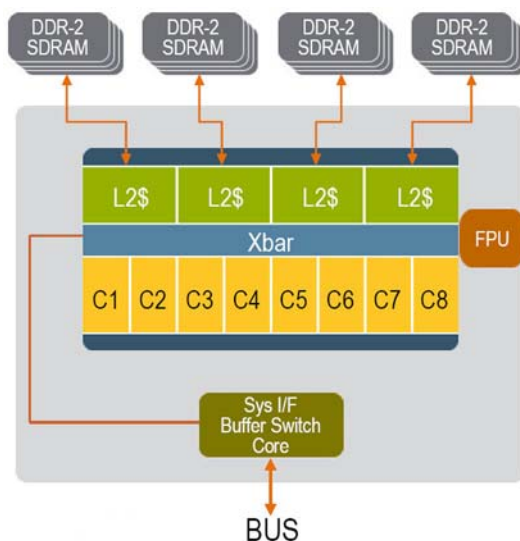 DDR-2
SDRAM
DDR-2
SDRAM
DDR-2
SDRAM
DDR-2
SDRAM
L2$ L2$ L2$ L2$
Xbar
FPU
C1 C2 C3 C4 C5 C6 C7 C8
Sys I/F
Buffer Switch
Core
BUS